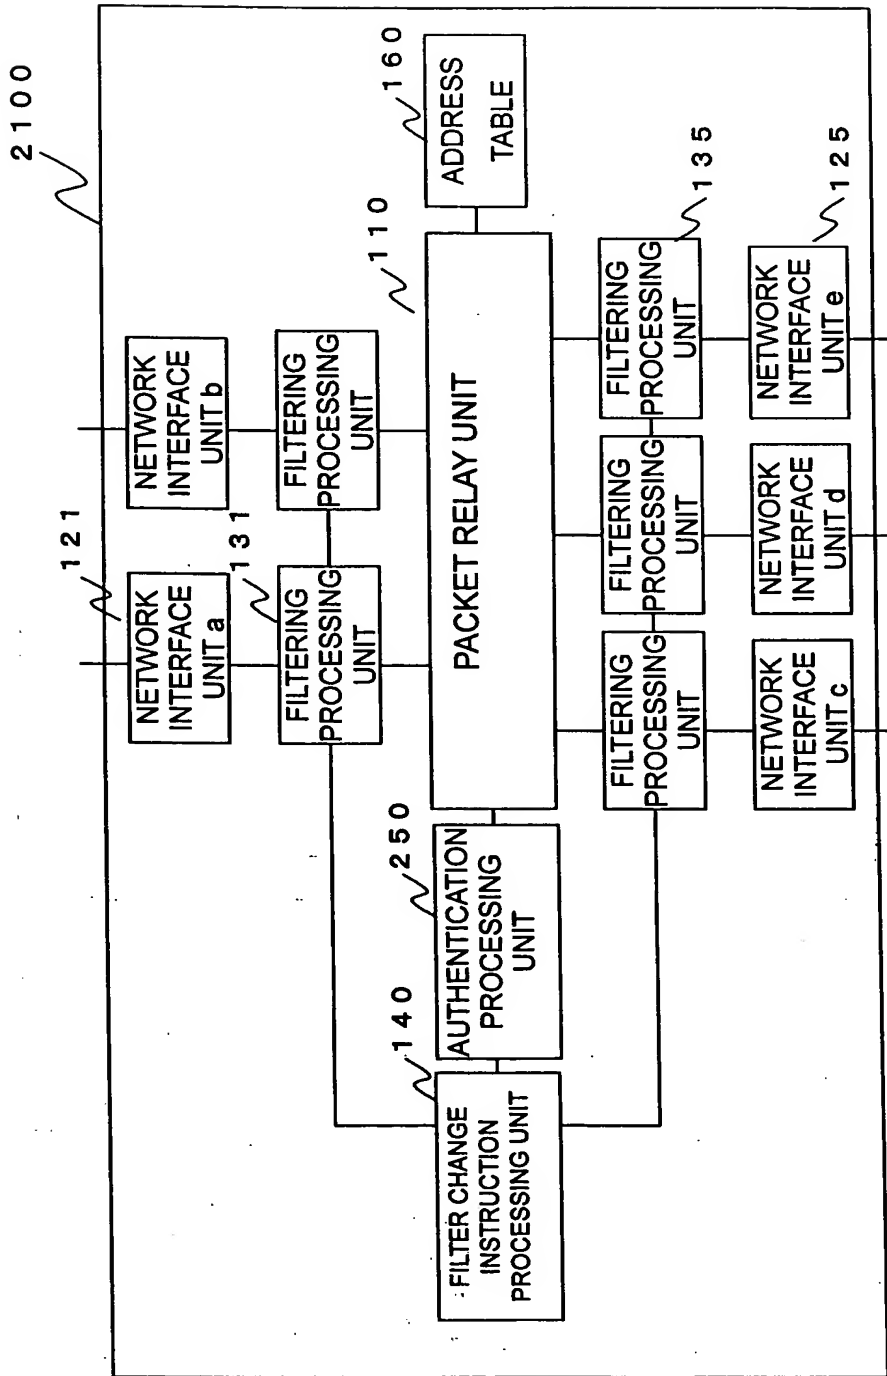 2100
121
NETWORK
INTERFACE
UNIT a
NETWORK
INTERFACE
UNIT b
131
FILTERING
PROCESSING
UNIT
FILTERING
PROCESSING
UNIT
110
160
140
FILTER CHANGE
INSTRUCTION
PROCESSING UNIT
250
AUTHENTICATION
PROCESSING
UNIT
PACKET RELAY UNIT
ADDRESS
TABLE
FILTERING
PROCESSING
UNIT
FILTERING
PROCESSING
UNIT
FILTERING
PROCESSING
UNIT
135
NETWORK
INTERFACE
UNIT c
NETWORK
INTERFACE
UNIT d
NETWORK
INTERFACE
UNIT e
125